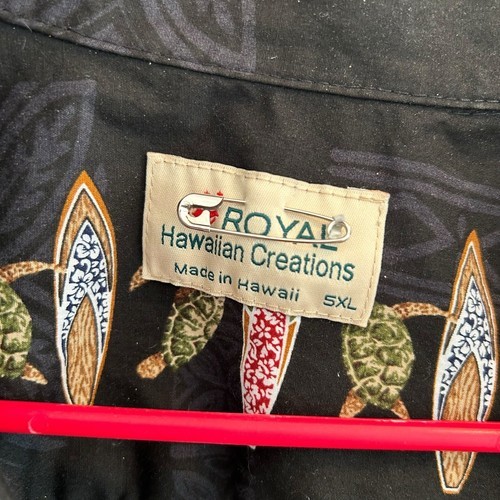 ROYAL
Hawaiian Creations
Made in Hawaii 5XL